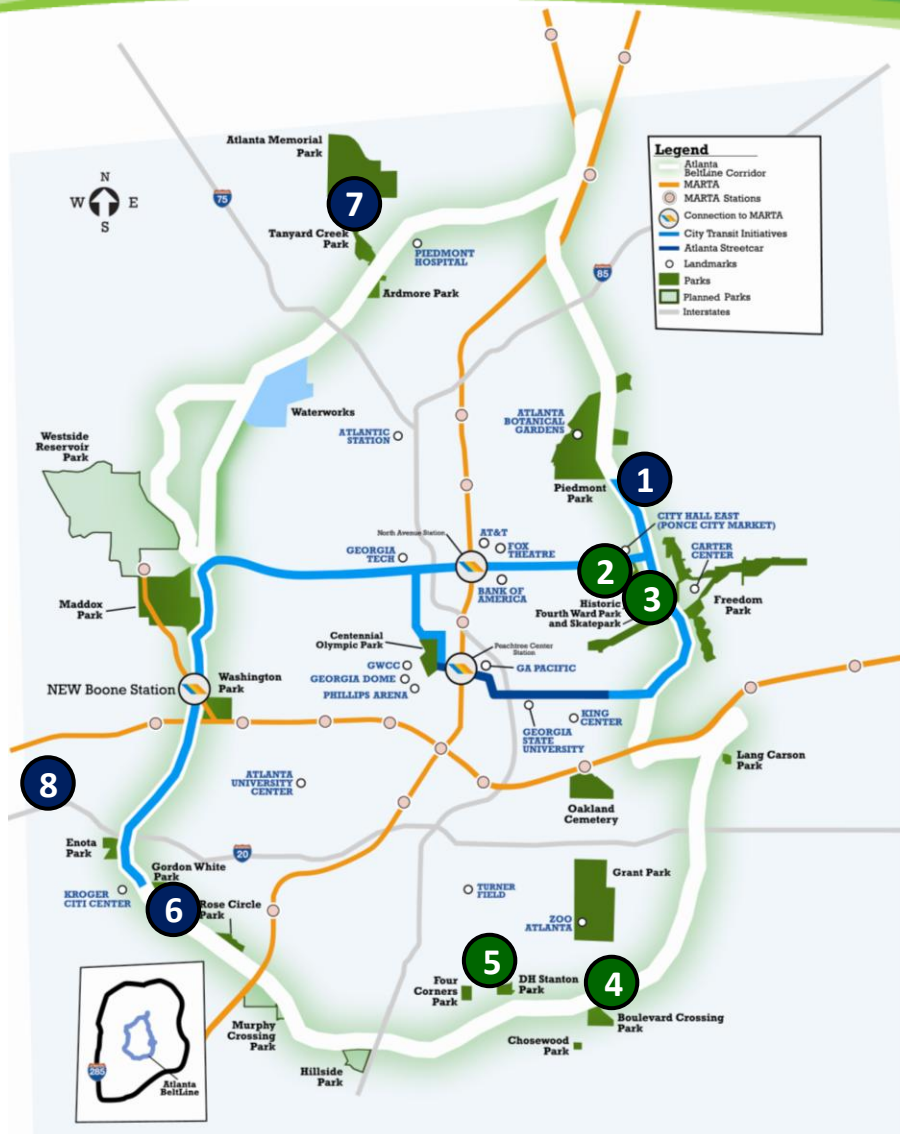 Atlanta Memorial
Park
N
W E
S
75
7
Tanyard Creek
Park
PIEDMONT
HOSPITAL
Ardmore Park
85
Legend
Atlanta
BeltLine Corridor
MARTA
MARTA Stations
Connection to MARTA
City Transit Initiatives
Atlanta Streetcar
Landmarks
Parks
Planned Parks
Interstates
Waterworks
ATLANTIC
STATION
ATLANTA
BOTANICAL
GARDENS
Westside
Reservoir
Park
Piedmont
Park
1
CITY HALL EAST
(PONCE CITY MARKET)
North Avenue Station
AT&T
FOX
THEATRE
GEORGIA
TECH
BANK OF
AMERICA
2
CARTER
CENTER
3
Freedom
Park
Historic
Fourth Ward Park
and Skatepark
Maddox
Park
Centennial
Olympic Park
Peachtree Center
Station
GWCC
GEORGIA DOME
PHILLIPS ARENA
GA PACIFIC
NEW Boone Station
Washington
Park
GEORGIA
STATE
UNIVERSITY
KING
CENTER
Lang Carson
Park
8
ATLANTA
UNIVERSITY
CENTER
Oakland
Cemetery
Enota
Park
20
Gordon White
Park
KROGER
CITI CENTER
6
Rose Circle
Park
TURNER
FIELD
Grant Park
ZOO
ATLANTA
5
4
Four
Corners
Park
DH Stanton
Park
Boulevard Crossing
Park
Murphy
Crossing
Park
Chosewood
Park
Hillside
Park
285
Atlanta
BeltLine